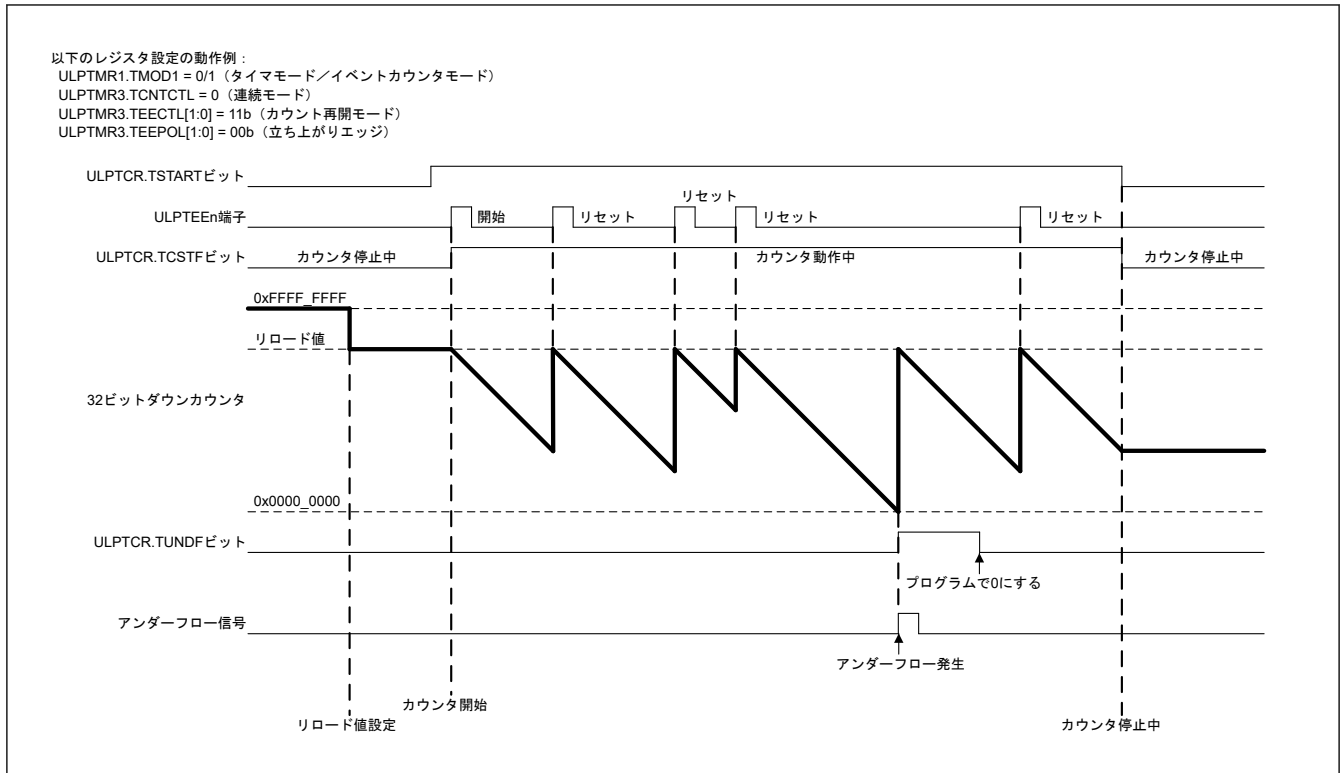 以下のレジスタ設定の動作例：
ULPTMR1.TMOD1 = 0/1（タイマモード／イベントカウンタモード）
ULPTMR3.TCNTCTL = 0（連続モード）
ULPTMR3.TEECTL[1:0] = 11b（カウント再開モード）
ULPTMR3.TEEPOL[1:0] = 00b（立ち上がりエッジ）
ULPTCR.TSTARTビット
リセット
ULPTEEn端子 開始 リセット リセット リセット
ULPTCR.TCSTFビット カウンタ停止中 カウンタ動作中 カウンタ停止中
0xFFFF_FFFF
リロード値
32ビットダウンカウンタ
0x0000_0000
ULPTCR.TUNDFビット
プログラムで0にする
アンダーフロー信号
アンダーフロー発生
カウンタ開始
リロード値設定 カウンタ停止中